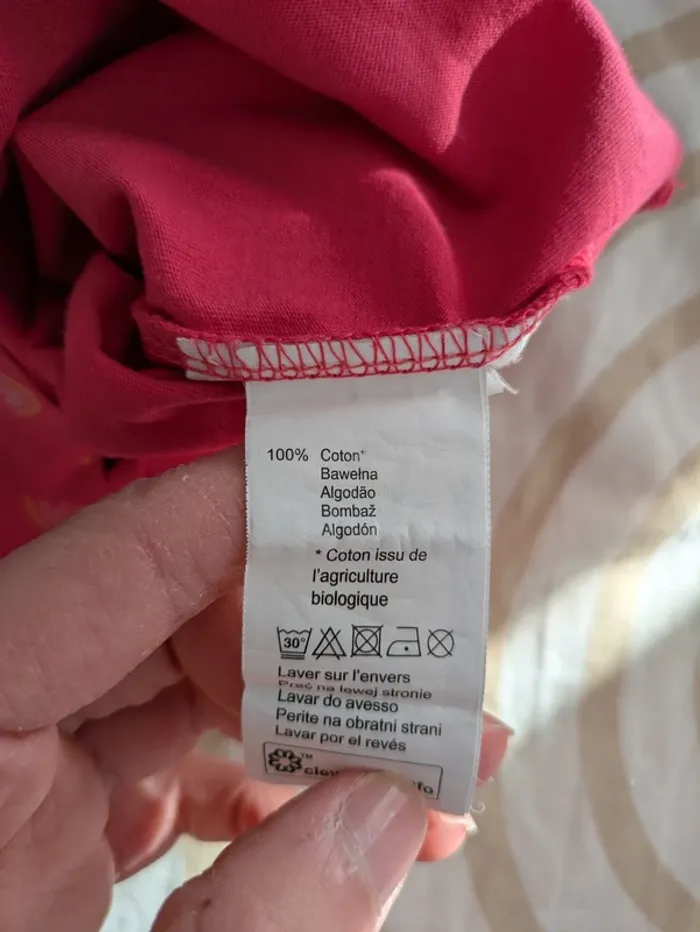 100% Coton*
Bawełna
Algodão
Bombaž
Algodón
* Coton issu de
l'agriculture
biologique
30°
Laver sur l'envers
Prać na lewej stronie
Lavar do avesso
Perite na obratni strani
Lavar por el revés
TM